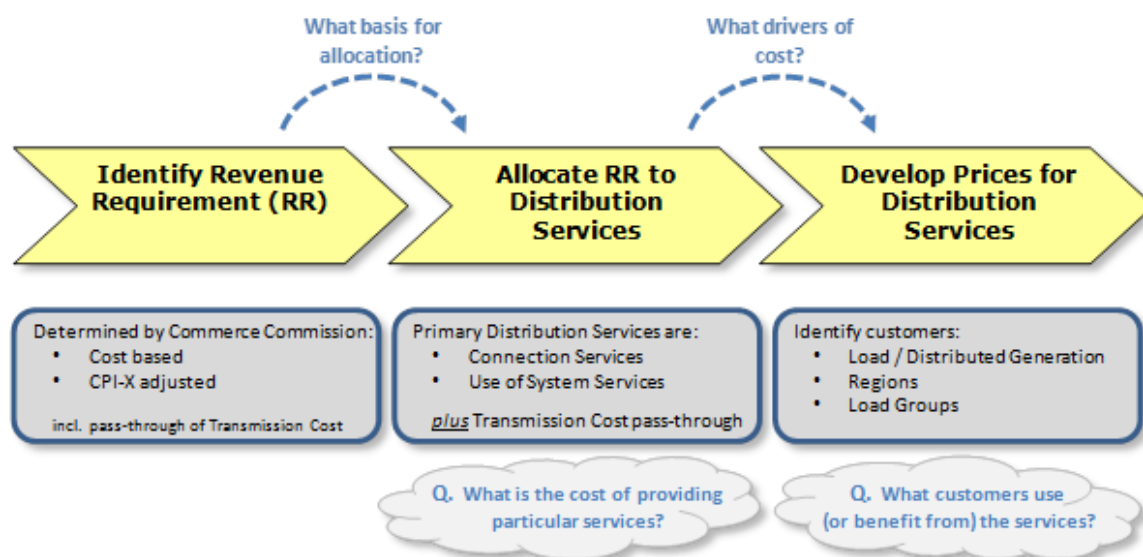 What basis for
allocation?
What drivers of
cost?
Identify Revenue
Requirement (RR)
Allocate RR to
Distribution
Services
Develop Prices for
Distribution
Services
Determined by Commerce Commission:
• Cost based
• CPI-X adjusted
incl. pass-through of Transmission Cost
Primary Distribution Services are:
• Connection Services
• Use of System Services
plus Transmission Cost pass-through
Identify customers:
• Load / Distributed Generation
• Regions
• Load Groups
Q. What is the cost of providing
particular services?
Q. What customers use
(or benefit from) the services?